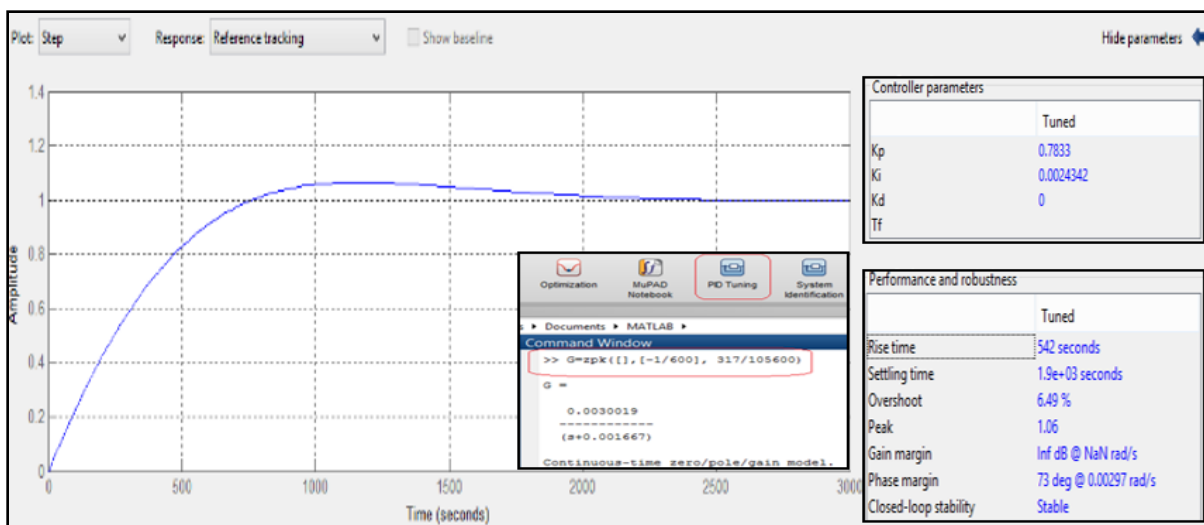 Plot: Step Response: Reference tracking Show baseline Hide parameters
1.4
1.2
1
0.8
0.6
0.4
0.2
0
Amplitude
0 500 1000 1500 2000 2500 3000
Time (seconds)
Optimization MuPAD Notebook PID Tuning System Identification
s ▸ Documents ▸ MATLAB ▸
Command Window
>> G=zpk([],[-1/600], 317/105600)
G =
0.0030019
------------
(s+0.001667)
Continuous-time zero/pole/gain model.
Controller parameters
Tuned
Kp 0.7833
Ki 0.0024342
Kd 0
Tf
Performance and robustness
Tuned
Rise time 542 seconds
Settling time 1.9e+03 seconds
Overshoot 6.49 %
Peak 1.06
Gain margin Inf dB @ NaN rad/s
Phase margin 73 deg @ 0.00297 rad/s
Closed-loop stability Stable